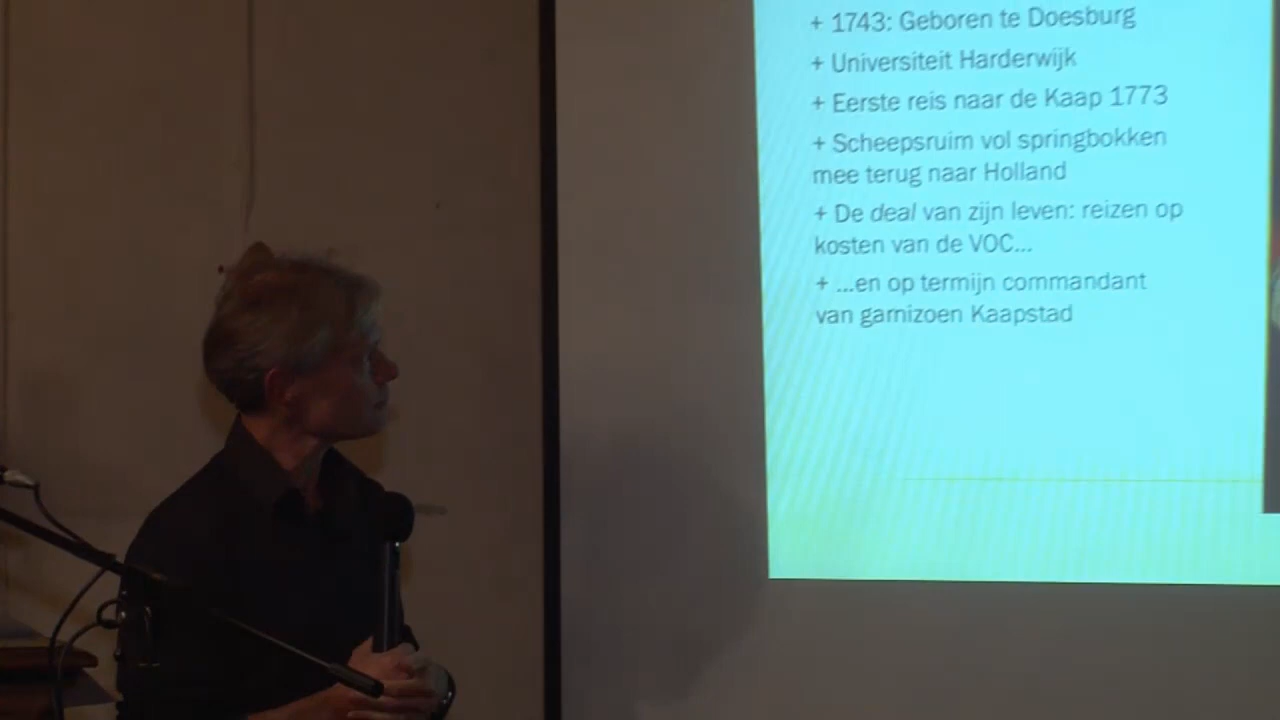 + 1743: Geboren te Doesburg
+ Universiteit Harderwijk
+ Eerste reis naar de Kaap 1773
+ Scheepsruim vol springbokken
mee terug naar Holland
+ De deal van zijn leven: reizen op
kosten van de VOC...
+ ...en op termijn commandant
van garnizoen Kaapstad